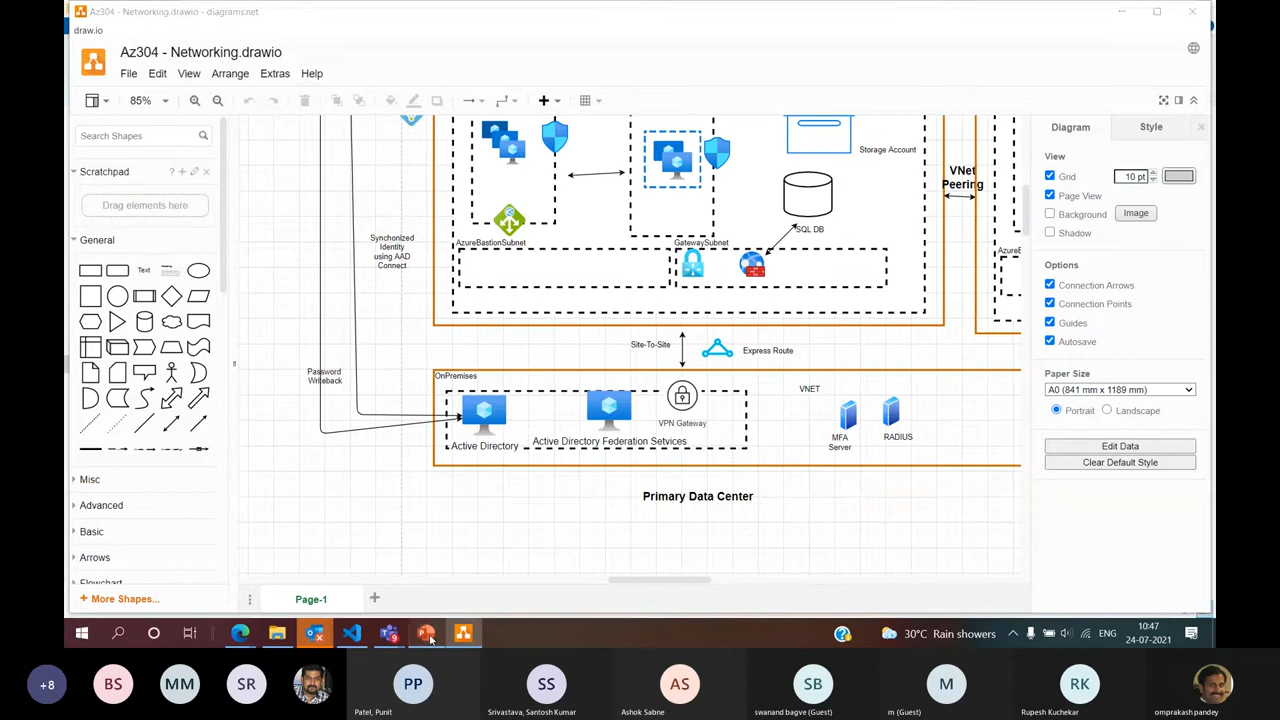 Az304 - Networking.drawio - diagrams.net
draw.io
Az304 - Networking.drawio
File Edit View Arrange Extras Help
85%
Search Shapes
Scratchpad
Drag elements here
General
Text
Misc
Advanced
Basic
Arrows
Flowchart
+ More Shapes...
Storage Account
VNet
Peering
SQL DB
AzureBastionSubnet
GatewaySubnet
Synchonized
Identity
using AAD
Connect
Site-To-Site
Express Route
Password
Writeback
OnPremises
VNET
VPN Gateway
MFA
Server
RADIUS
Active Directory
Active Directory Federation Setvices
Primary Data Center
Page-1
Diagram
Style
View
Grid
10 pt
Page View
Background
Image
Shadow
Options
Connection Arrows
Connection Points
Guides
Autosave
Paper Size
A0 (841 mm x 1189 mm)
Portrait
Landscape
Edit Data
Clear Default Style
9
30°C Rain showers
ENG
10:47
24-07-2021
+8
BS
MM
SR
PP
SS
AS
SB
M
RK
Patel, Punit
Srivastava, Santosh Kumar
Ashok Sabne
swanand bagve (Guest)
m (Guest)
Rupesh Kuchekar
omprakash pandey